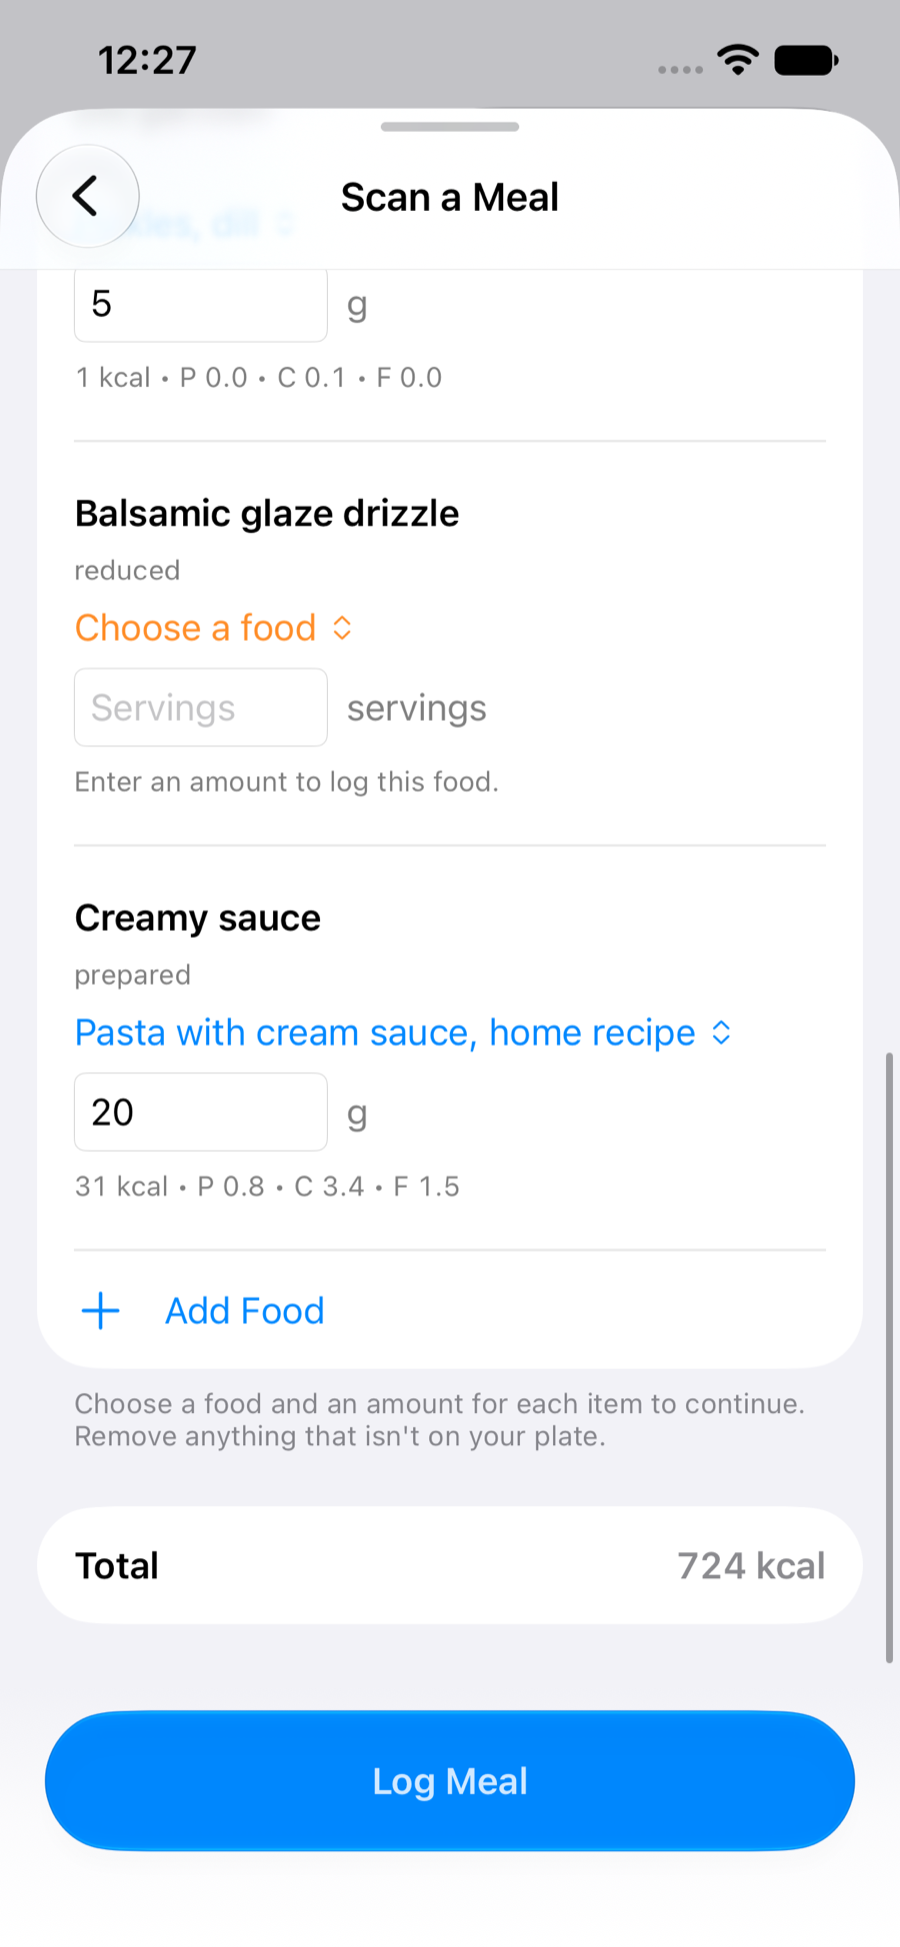 12:27
Scan a Meal
dill
5 g
1 kcal • P 0.0 • C 0.1 • F 0.0
Balsamic glaze drizzle
reduced
Choose a food
Servings servings
Enter an amount to log this food.
Creamy sauce
prepared
Pasta with cream sauce, home recipe
20 g
31 kcal • P 0.8 • C 3.4 • F 1.5
+ Add Food
Choose a food and an amount for each item to continue.
Remove anything that isn't on your plate.
Total 724 kcal
Log Meal